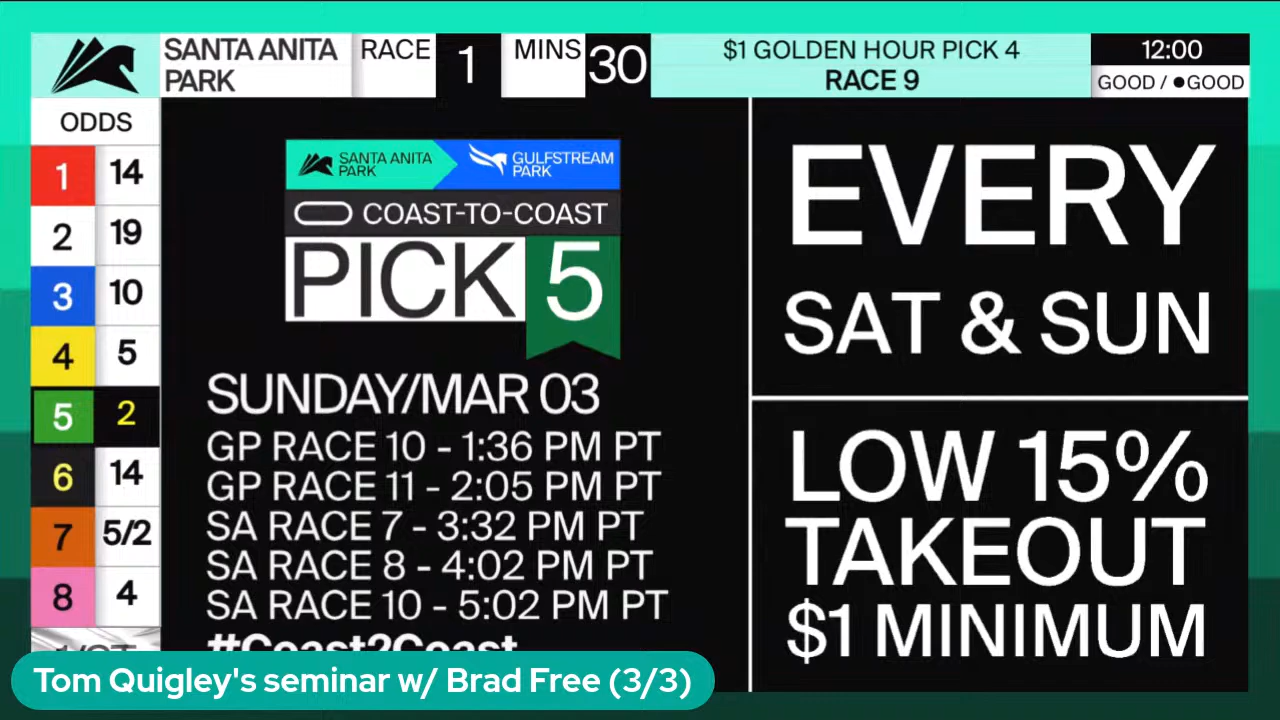 SANTA ANITA PARK
RACE
1
MINS
30
$1 GOLDEN HOUR PICK 4
RACE 9
12:00
GOOD / ●GOOD
ODDS
1 14
2 19
3 10
4 5
5 2
6 14
7 5/2
8 4
SANTA ANITA PARK
GULFSTREAM PARK
COAST-TO-COAST
PICK 5
SUNDAY/MAR 03
GP RACE 10 - 1:36 PM PT
GP RACE 11 - 2:05 PM PT
SA RACE 7 - 3:32 PM PT
SA RACE 8 - 4:02 PM PT
SA RACE 10 - 5:02 PM PT
#Coast2Coast
EVERY
SAT & SUN
LOW 15%
TAKEOUT
$1 MINIMUM
Tom Quigley's seminar w/ Brad Free (3/3)